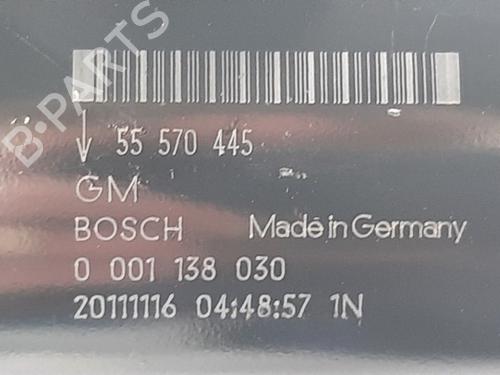 B-PARTS
↓ 55 570 445
GM
BOSCH Made in Germany
0 001 138 030
20111116 04:48:57 1N